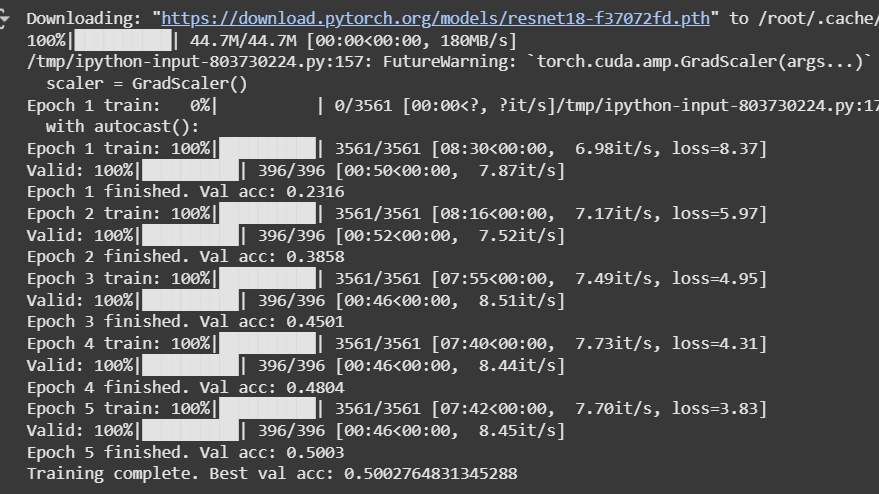 Downloading: "https://download.pytorch.org/models/resnet18-f37072fd.pth" to /root/.cache/
100%|██████████| 44.7M/44.7M [00:00<00:00, 180MB/s]
/tmp/ipython-input-803730224.py:157: FutureWarning: `torch.cuda.amp.GradScaler(args...)`
  scaler = GradScaler()
Epoch 1 train:   0%|          | 0/3561 [00:00<?, ?it/s]/tmp/ipython-input-803730224.py:17
  with autocast():
Epoch 1 train: 100%|██████████| 3561/3561 [08:30<00:00,  6.98it/s, loss=8.37]
Valid: 100%|██████████| 396/396 [00:50<00:00,  7.87it/s]
Epoch 1 finished. Val acc: 0.2316
Epoch 2 train: 100%|██████████| 3561/3561 [08:16<00:00,  7.17it/s, loss=5.97]
Valid: 100%|██████████| 396/396 [00:52<00:00,  7.52it/s]
Epoch 2 finished. Val acc: 0.3858
Epoch 3 train: 100%|██████████| 3561/3561 [07:55<00:00,  7.49it/s, loss=4.95]
Valid: 100%|██████████| 396/396 [00:46<00:00,  8.51it/s]
Epoch 3 finished. Val acc: 0.4501
Epoch 4 train: 100%|██████████| 3561/3561 [07:40<00:00,  7.73it/s, loss=4.31]
Valid: 100%|██████████| 396/396 [00:46<00:00,  8.44it/s]
Epoch 4 finished. Val acc: 0.4804
Epoch 5 train: 100%|██████████| 3561/3561 [07:42<00:00,  7.70it/s, loss=3.83]
Valid: 100%|██████████| 396/396 [00:46<00:00,  8.45it/s]
Epoch 5 finished. Val acc: 0.5003
Training complete. Best val acc: 0.5002764831345288